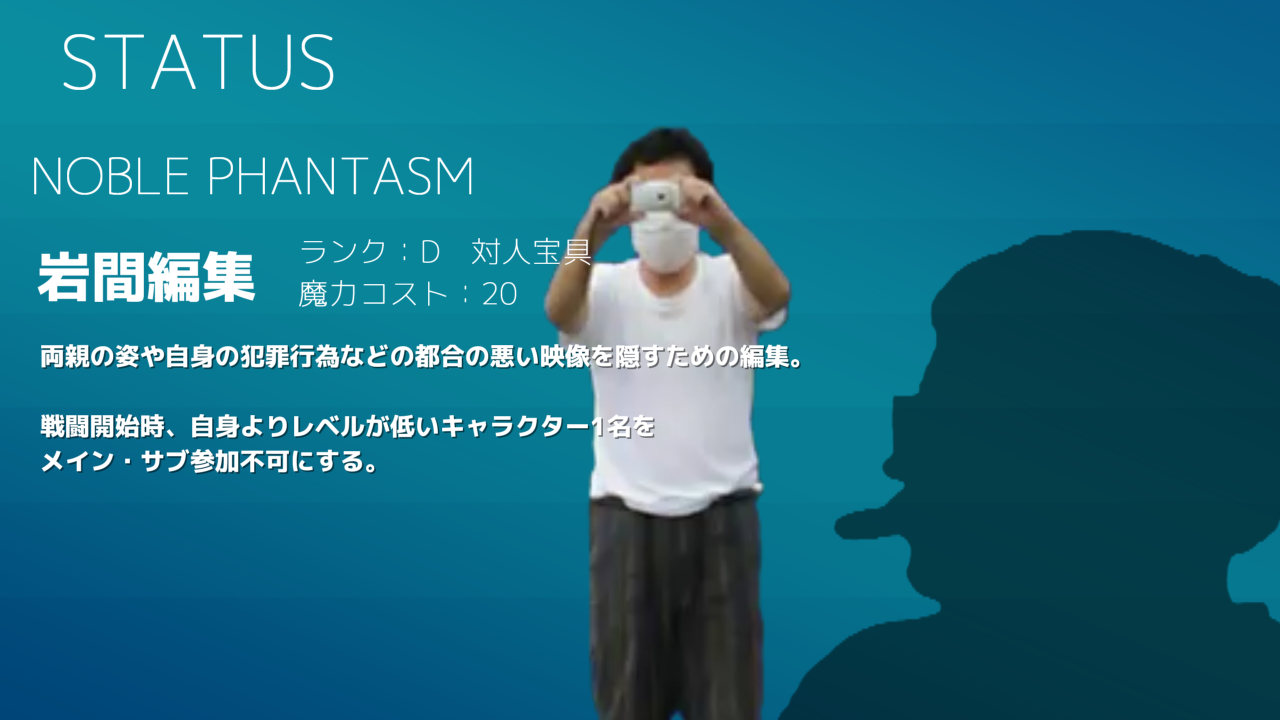 STATUS
NOBLE PHANTASM
岩間編集
ランク：D　対人宝具
魔力コスト：20
両親の姿や自身の犯罪行為などの都合の悪い映像を隠すための編集。
戦闘開始時、自身よりレベルが低いキャラクター1名を
メイン・サブ参加不可にする。